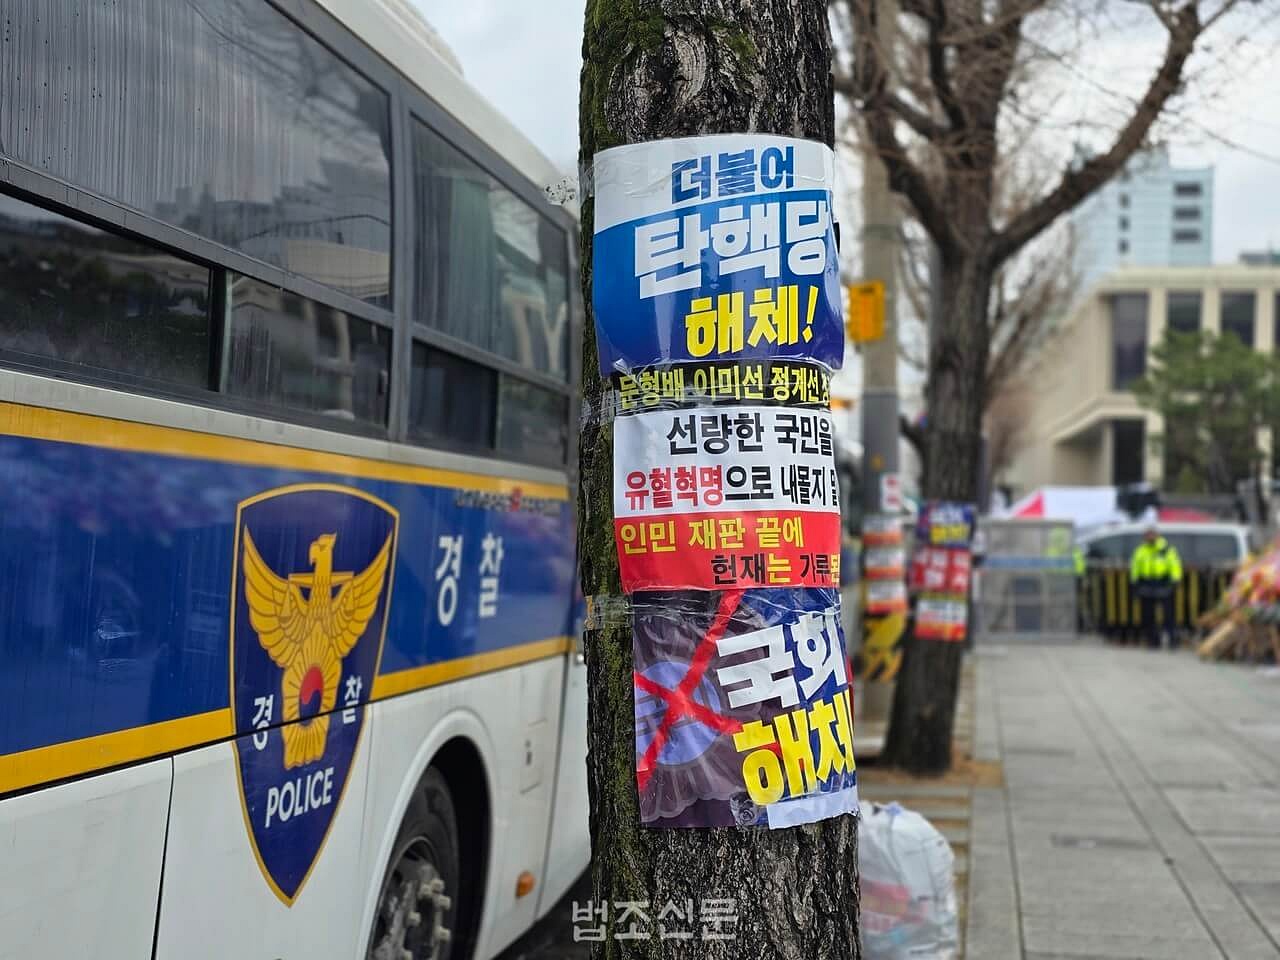 더불어
탄핵당
해체!
문형배 이미선 정계선
선량한 국민을
유혈혁명으로 내몰지
인민 재판 끝에
헌재는 가루
국회
해체
경찰
경 찰
POLICE
법조신문